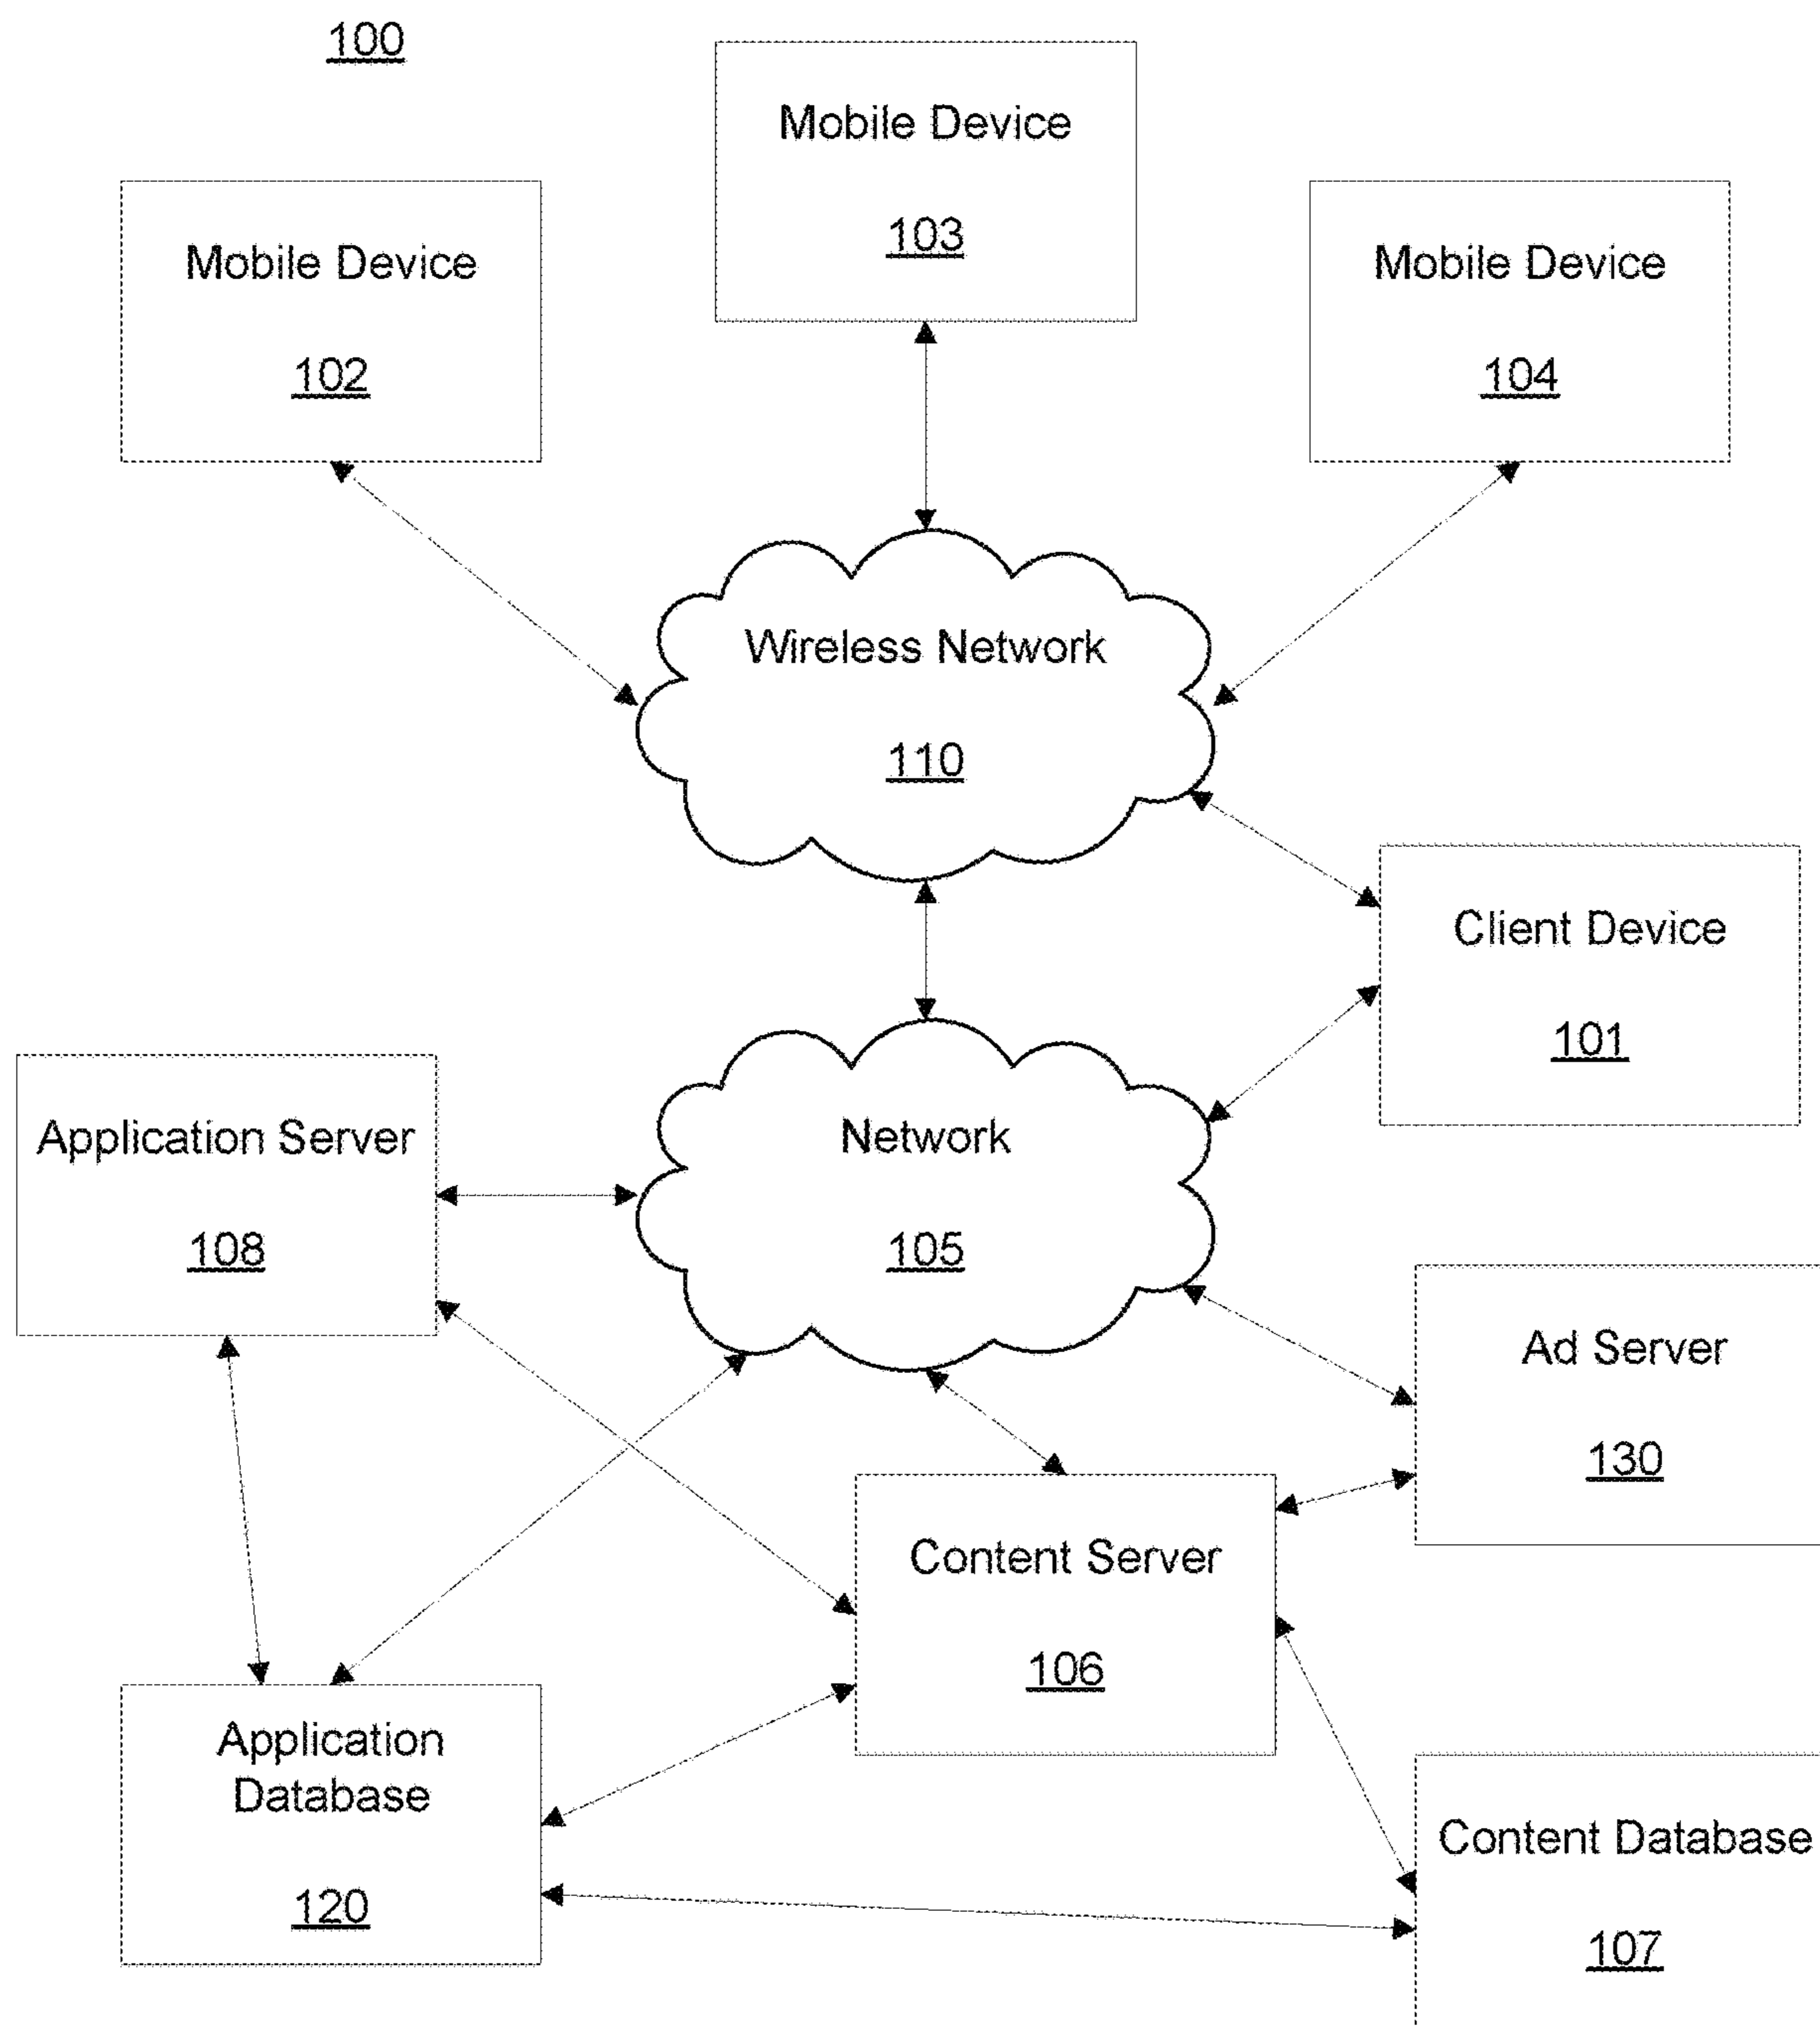 100
Mobile Device
103
Mobile Device
102
Mobile Device
104
Wireless Network
110
Client Device
101
Network
105
Application Server
108
Ad Server
130
Content Server
106
Application
Database
120
Content Database
107